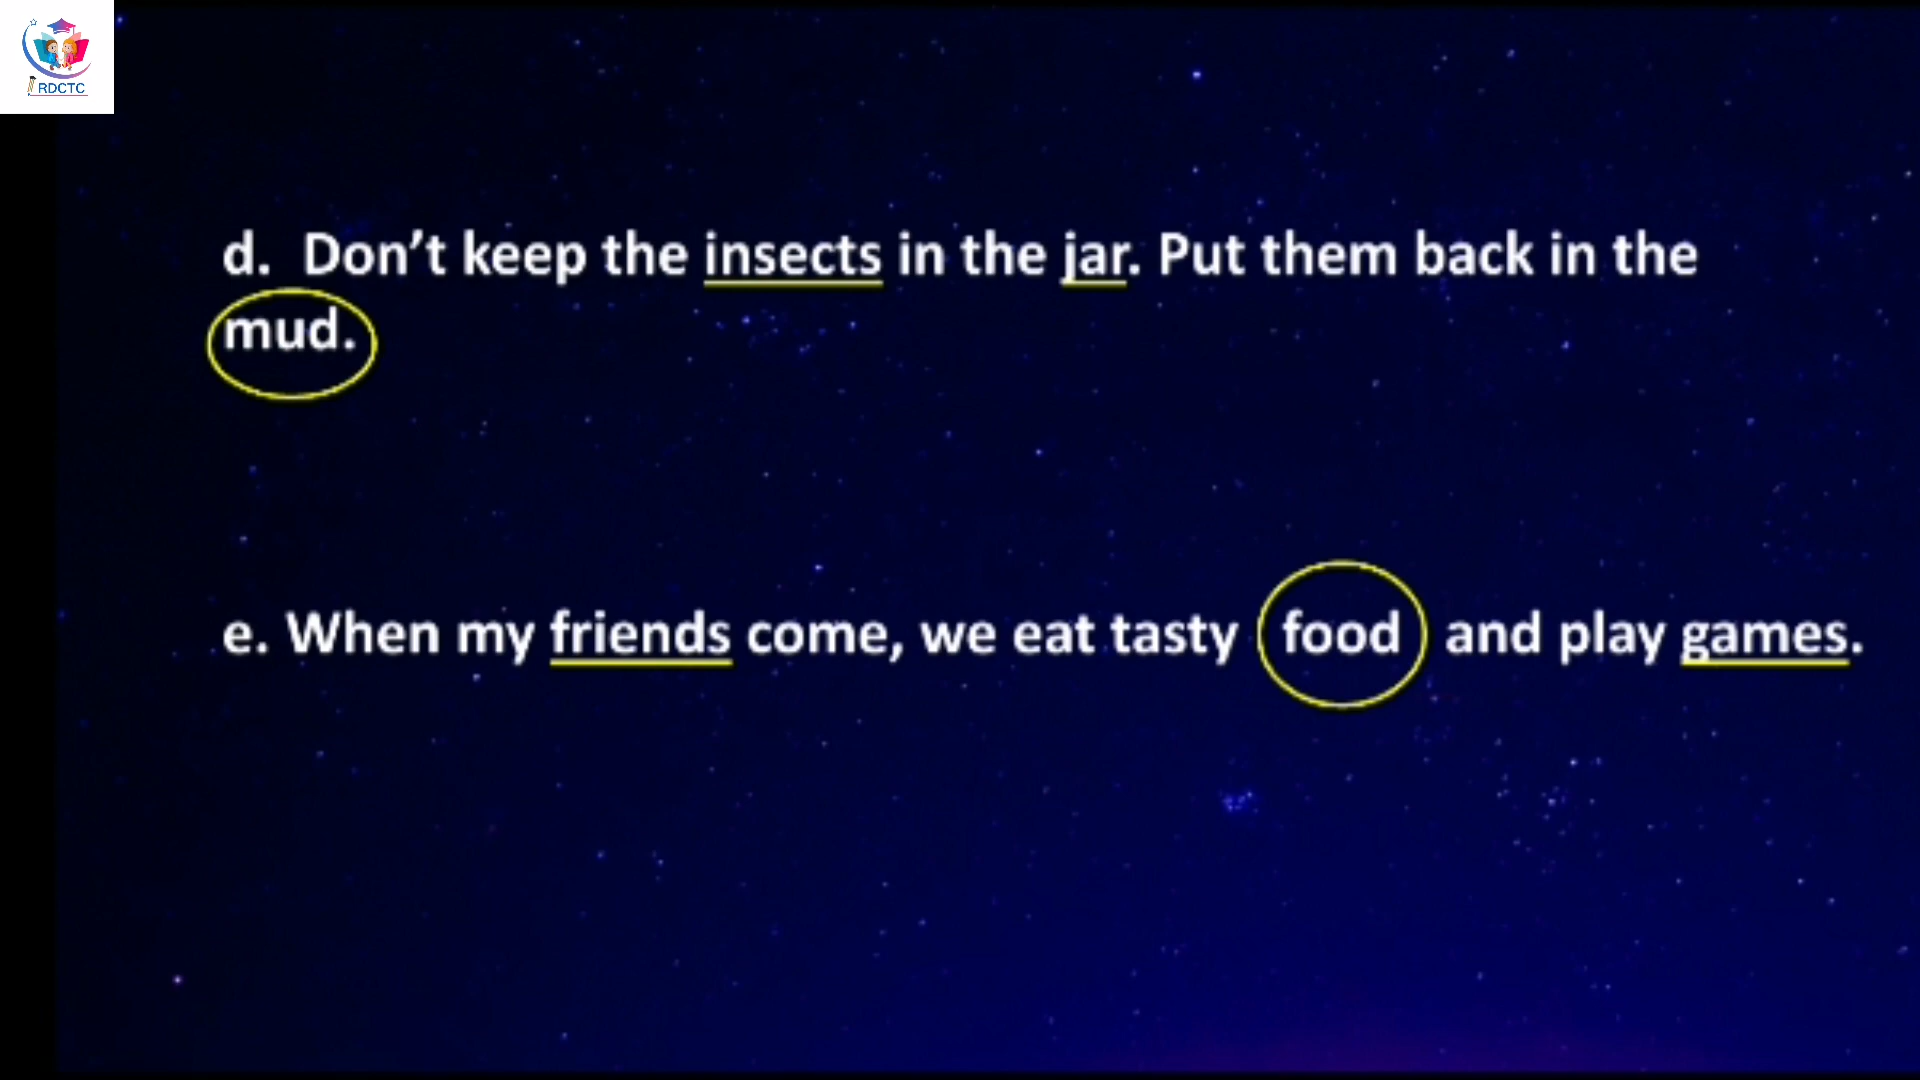 RDCTC
d. Don’t keep the insects in the jar. Put them back in the
mud.
e. When my friends come, we eat tasty food and play games.